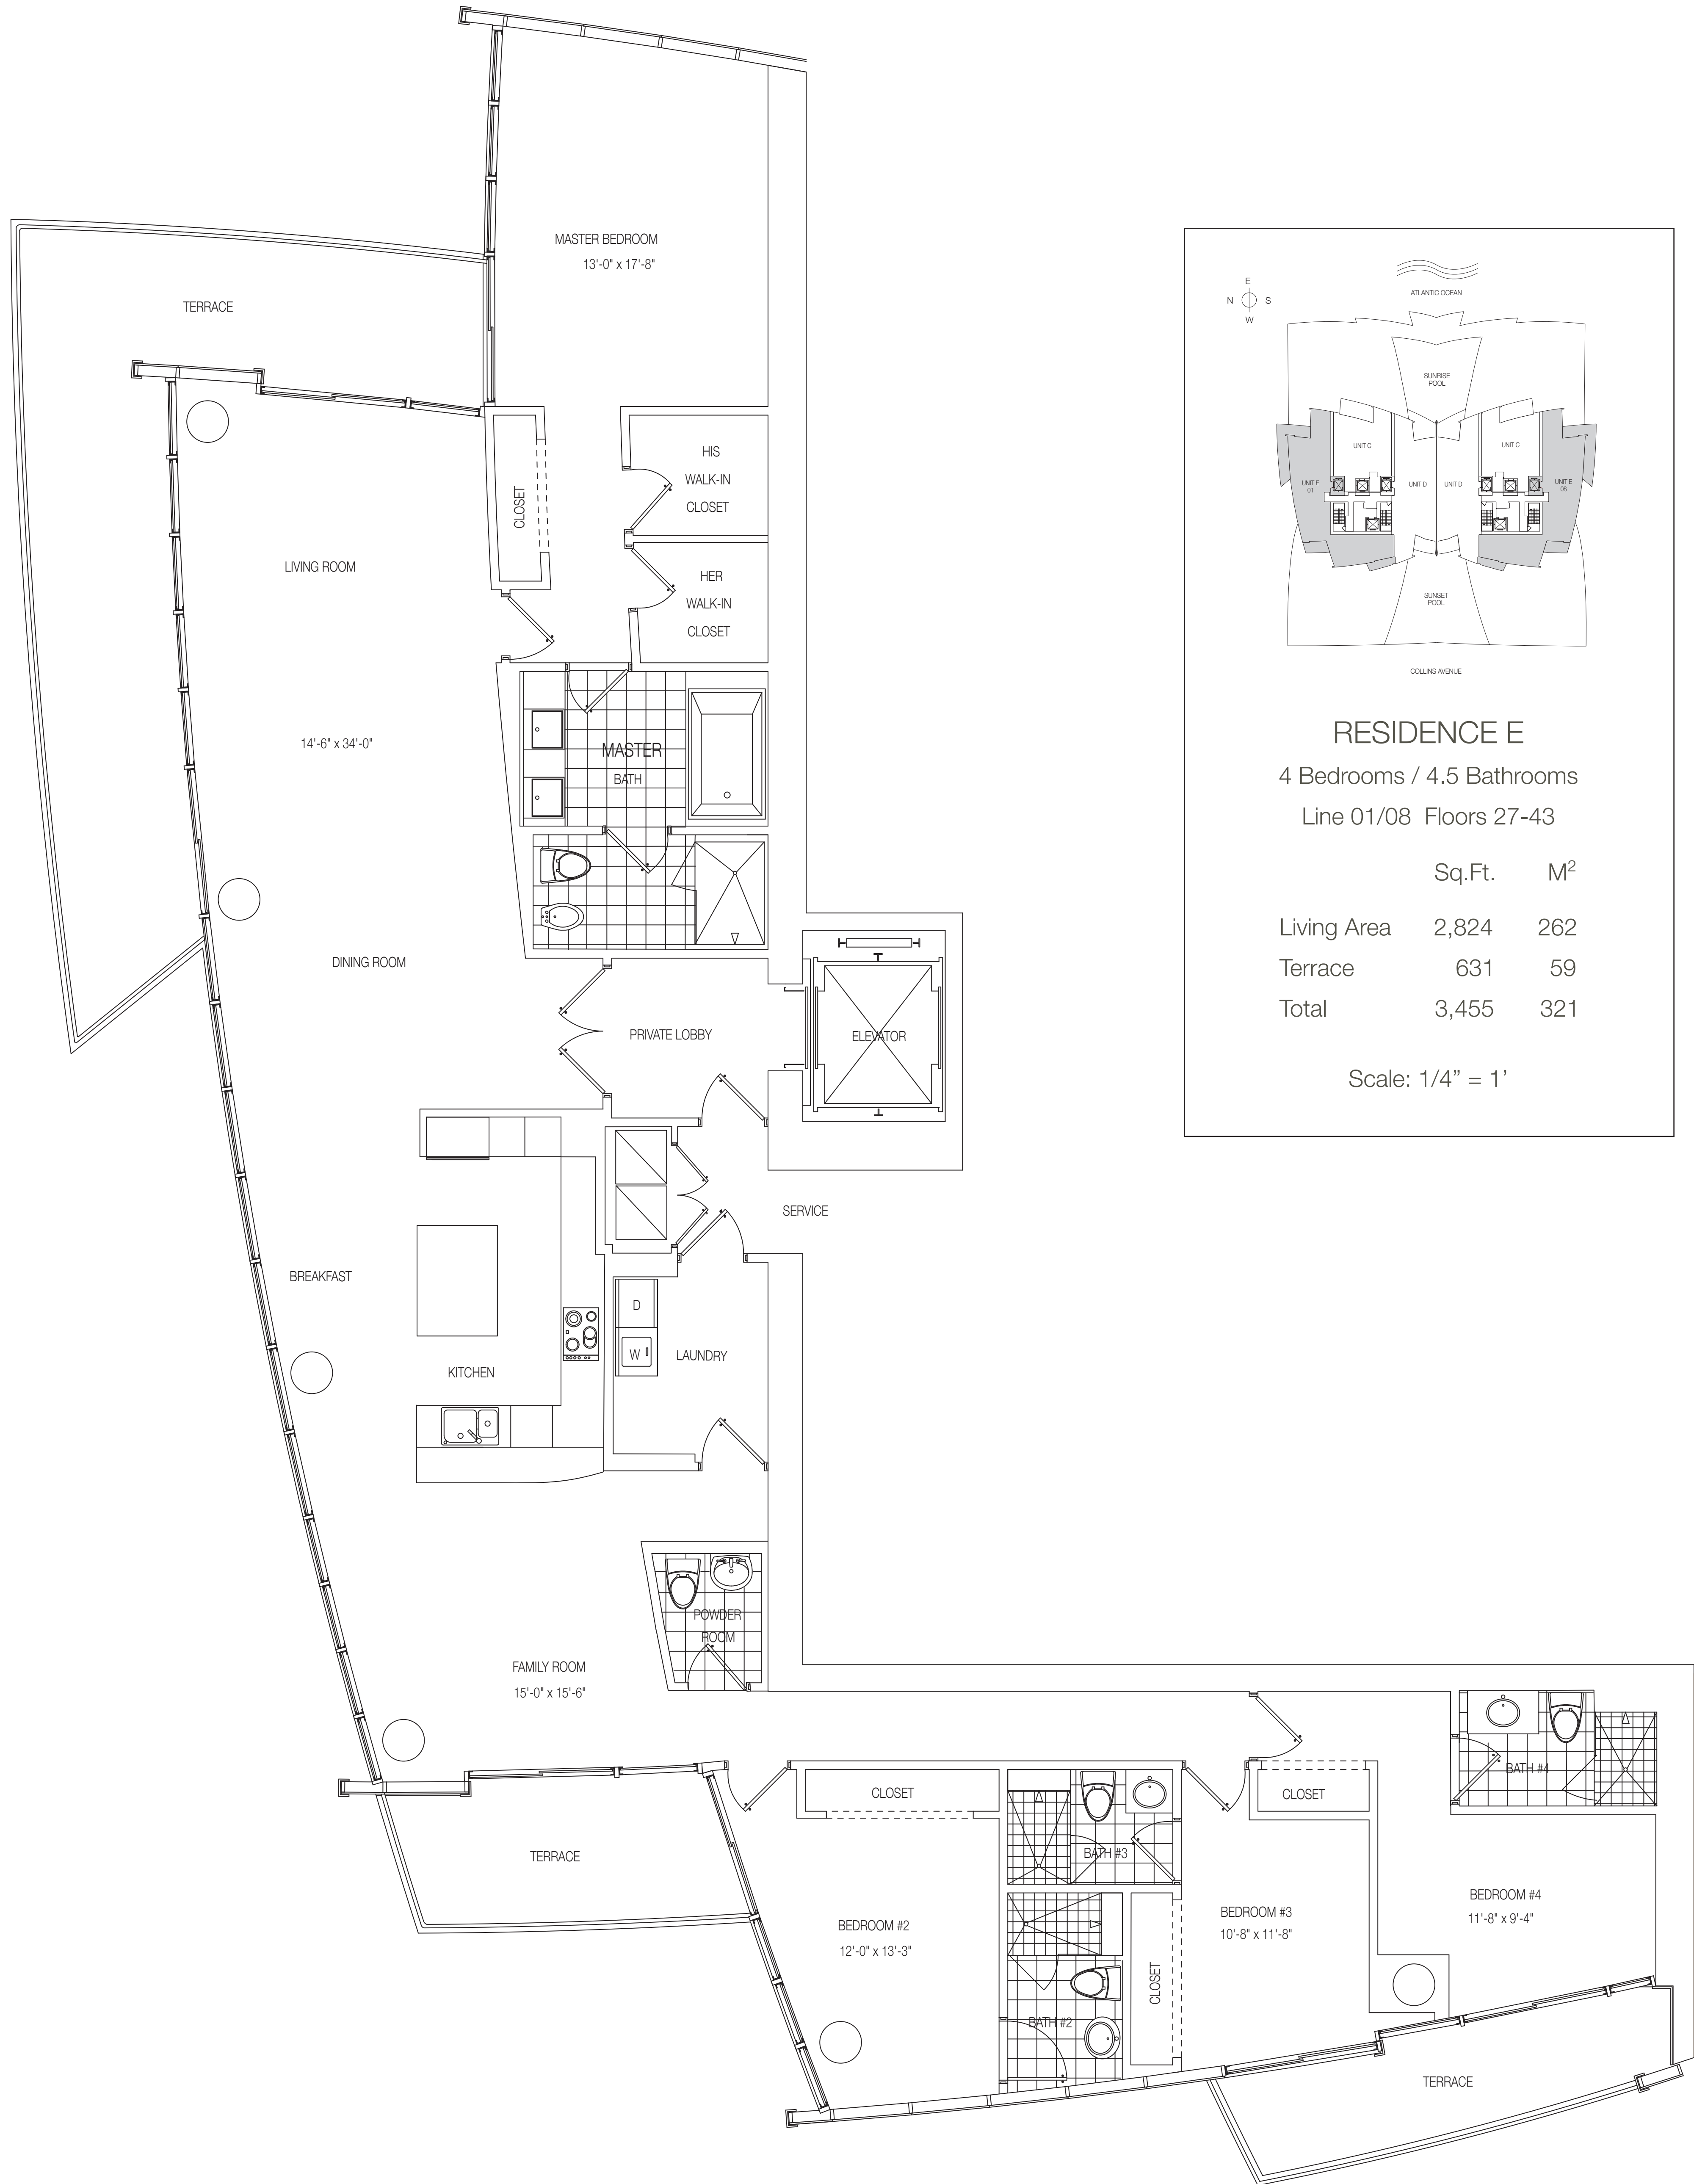 MASTER BEDROOM
13'-0" x 17'-8"
TERRACE
HIS
WALK-IN
CLOSET
CLOSET
LIVING ROOM
HER
WALK-IN
CLOSET
14'-6" x 34'-0"
MASTER
BATH
DINING ROOM
PRIVATE LOBBY
ELEVATOR
SERVICE
BREAKFAST
D
W
LAUNDRY
KITCHEN
POWDER
ROOM
FAMILY ROOM
15'-0" x 15'-6"
TERRACE
CLOSET
CLOSET
BATH #4
BATH #3
BEDROOM #2
12'-0" x 13'-3"
BEDROOM #3
10'-8" x 11'-8"
BEDROOM #4
11'-8" x 9'-4"
CLOSET
BATH #2
TERRACE
E
N S
W
ATLANTIC OCEAN
SUNRISE
POOL
UNIT C
UNIT C
UNIT E
01
UNIT D
UNIT D
UNIT E
08
SUNSET
POOL
COLLINS AVENUE
RESIDENCE E
4 Bedrooms / 4.5 Bathrooms
Line 01/08 Floors 27-43
Sq.Ft. M²
Living Area 2,824 262
Terrace 631 59
Total 3,455 321
Scale: 1/4” = 1’